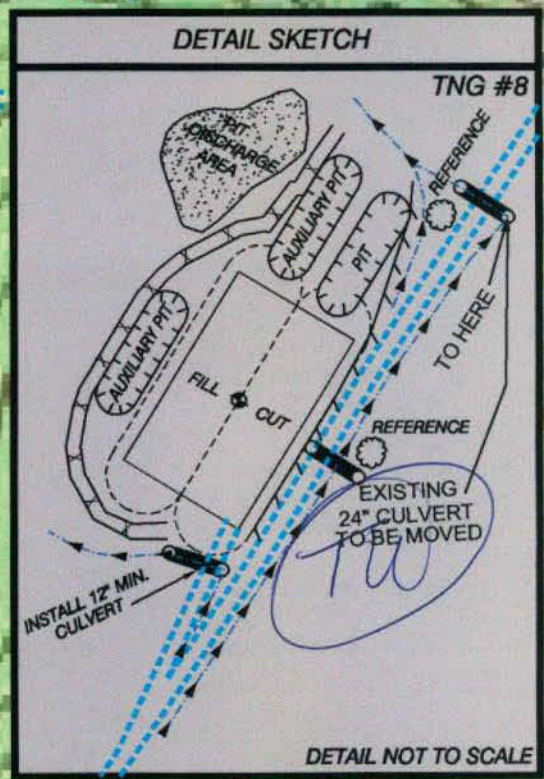 DETAIL SKETCH
TNG #8
PIT
DISCHARGE
AREA
REFERENCE
AUXILIARY PIT
PIT
AUXILIARY PIT
TO HERE
FILL
CUT
REFERENCE
EXISTING
24" CULVERT
TO BE MOVED
TW
INSTALL 12" MIN.
CULVERT
DETAIL NOT TO SCALE